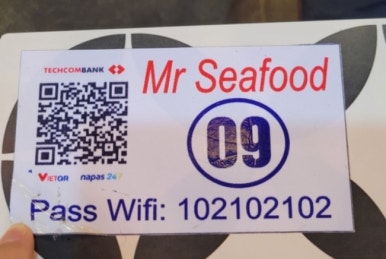 TECHCOMBANK
Mr Seafood
09
VIETQR napas 247
Pass Wifi: 102102102